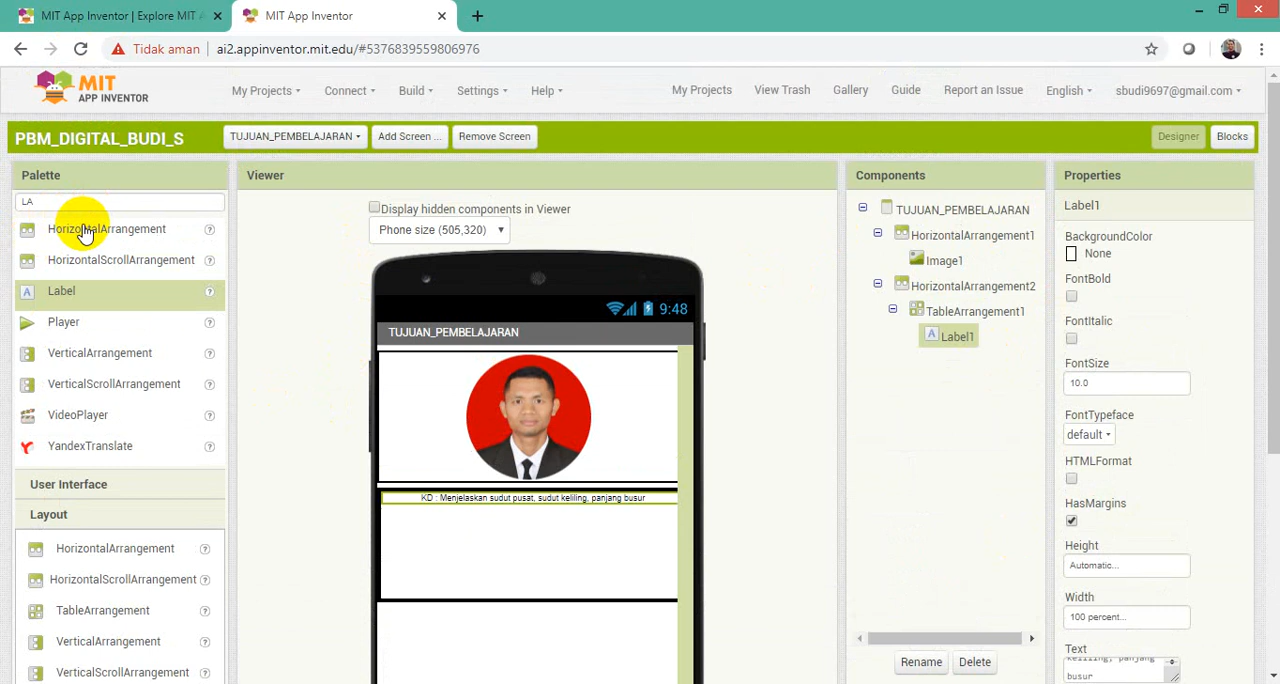 MIT App Inventor | Explore MIT A
MIT App Inventor
Tidak aman
ai2.appinventor.mit.edu/#5376839559806976
MIT
APP INVENTOR
My Projects
Connect
Build
Settings
Help
My Projects
View Trash
Gallery
Guide
Report an Issue
English
sbudi9697@gmail.com
PBM_DIGITAL_BUDI_S
TUJUAN_PEMBELAJARAN
Add Screen ...
Remove Screen
Designer
Blocks
Palette
LA
HorizontalArrangement
HorizontalScrollArrangement
Label
Player
VerticalArrangement
VerticalScrollArrangement
VideoPlayer
YandexTranslate
User Interface
Layout
HorizontalArrangement
HorizontalScrollArrangement
TableArrangement
VerticalArrangement
VerticalScrollArrangement
Viewer
Display hidden components in Viewer
Phone size (505,320)
9:48
TUJUAN_PEMBELAJARAN
KD : Menjelaskan sudut pusat, sudut keliling, panjang busur
Components
TUJUAN_PEMBELAJARAN
HorizontalArrangement1
Image1
HorizontalArrangement2
TableArrangement1
Label1
Rename
Delete
Properties
Label1
BackgroundColor
None
FontBold
FontItalic
FontSize
10.0
FontTypeface
default
HTMLFormat
HasMargins
Height
Automatic...
Width
100 percent...
Text
keliling, panjang
busur